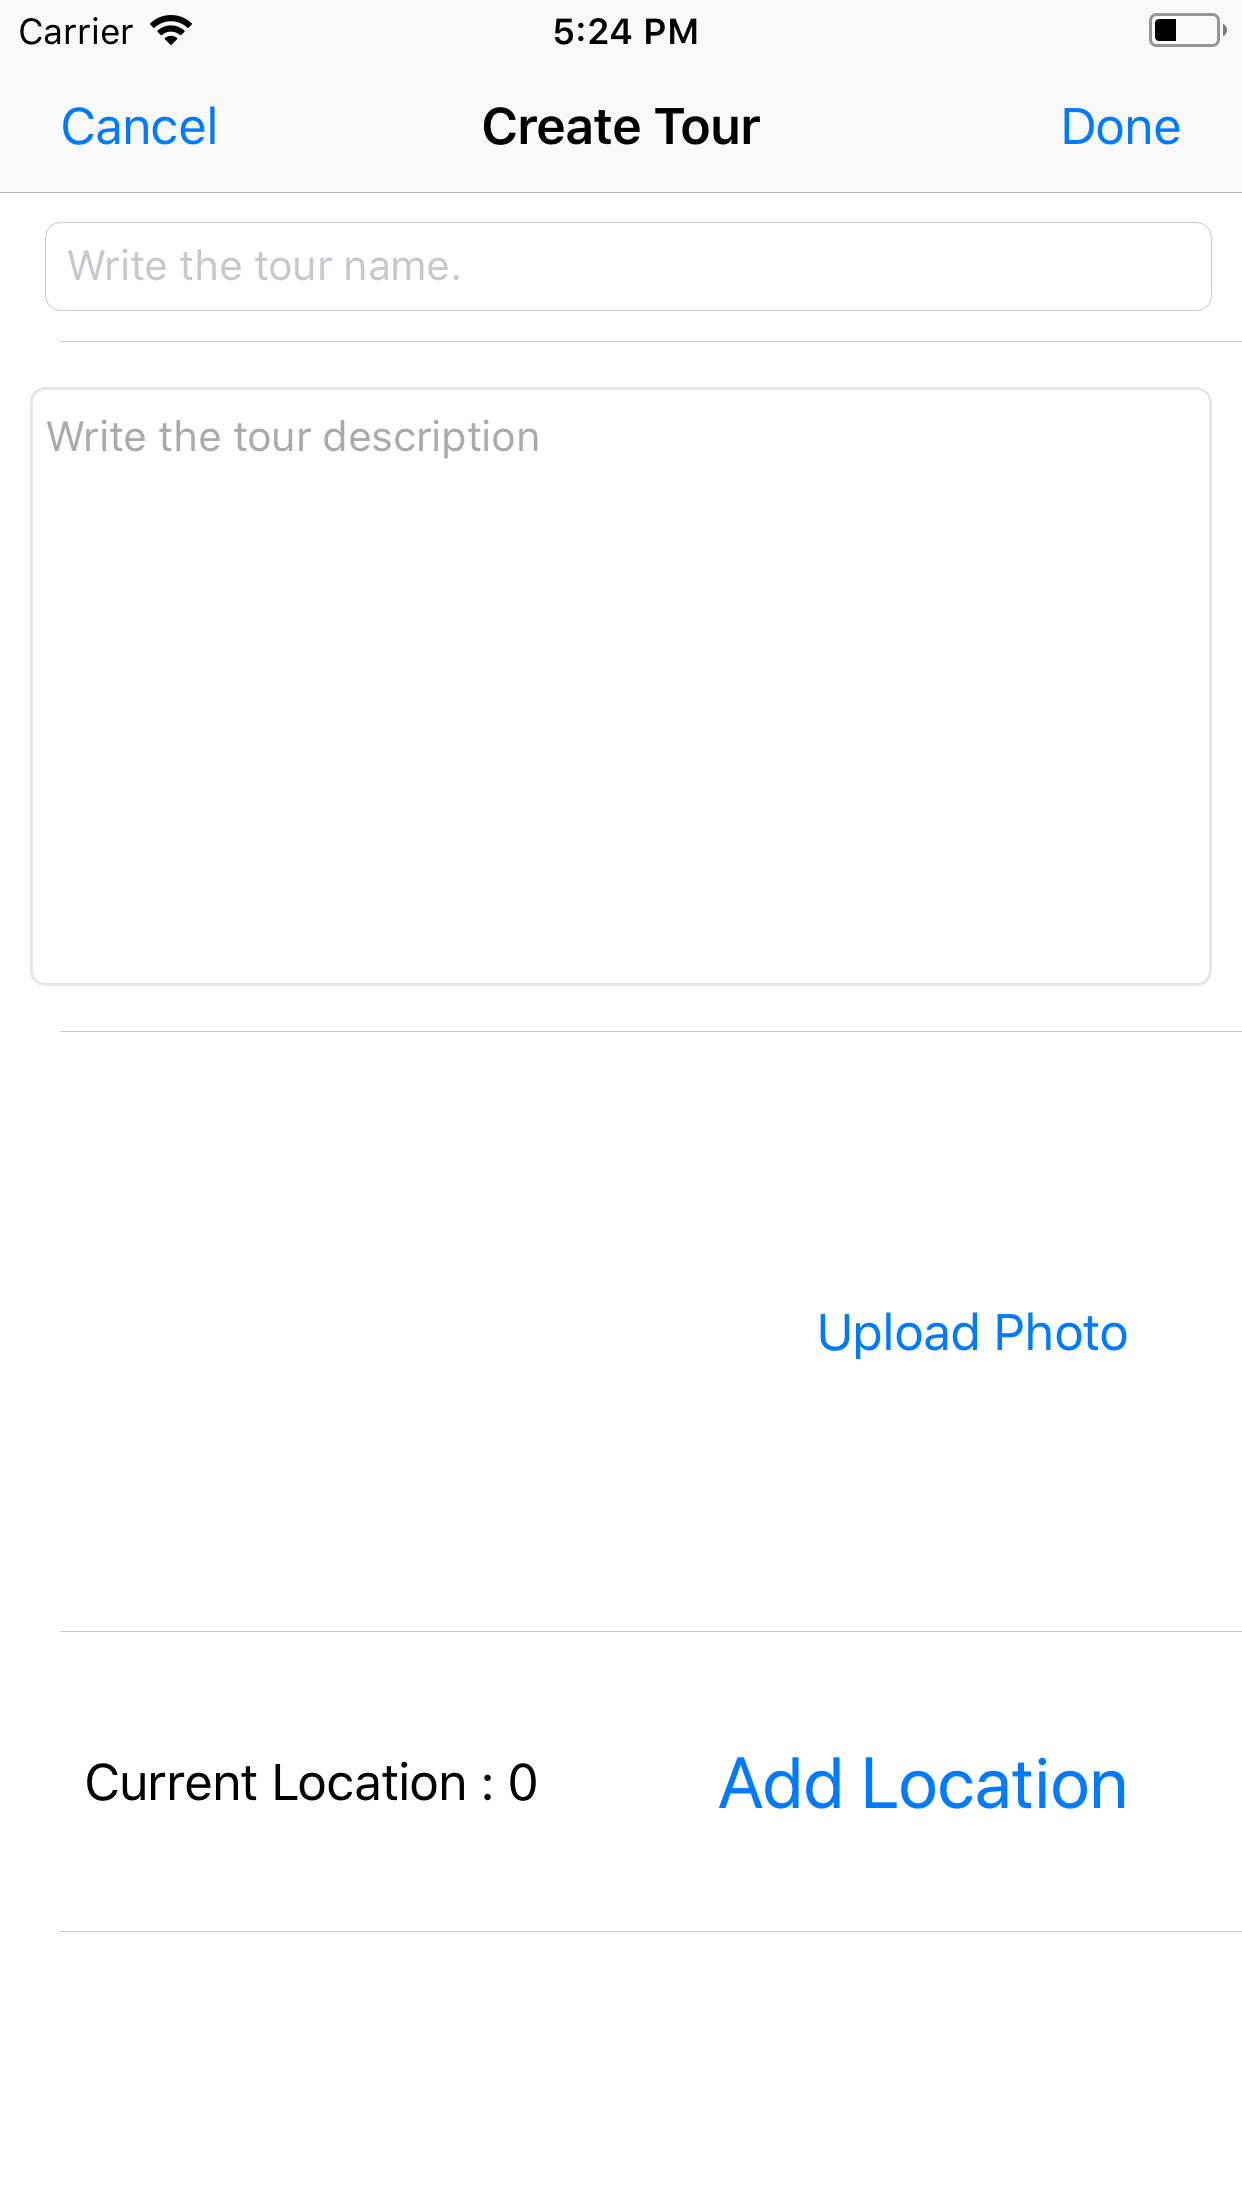 Carrier 5:24 PM
Cancel Create Tour Done
Write the tour name.
Write the tour description
Upload Photo
Current Location : 0 Add Location